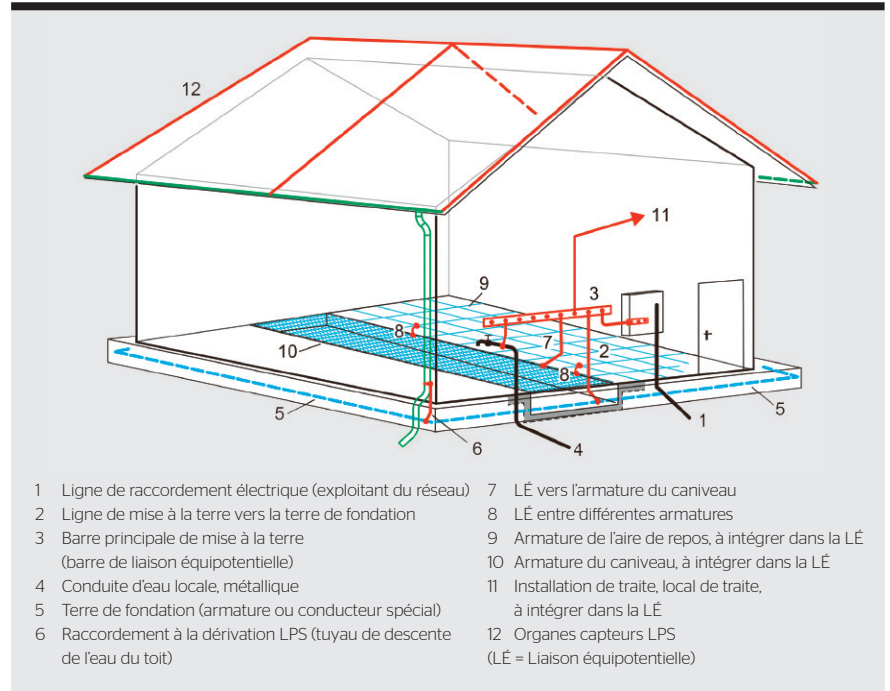 12
11
9
3
8
7
2
10
8
5
6
4
1
5
1 Ligne de raccordement électrique (exploitant du réseau)
2 Ligne de mise à la terre vers la terre de fondation
3 Barre principale de mise à la terre
(barre de liaison équipotentielle)
4 Conduite d'eau locale, métallique
5 Terre de fondation (armature ou conducteur spécial)
6 Raccordement à la dérivation LPS (tuyau de descente
de l'eau du toit)
7 LÉ vers l'armature du caniveau
8 LÉ entre différentes armatures
9 Armature de l'aire de repos, à intégrer dans la LÉ
10 Armature du caniveau, à intégrer dans la LÉ
11 Installation de traite, local de traite,
à intégrer dans la LÉ
12 Organes capteurs LPS
(LÉ = Liaison équipotentielle)